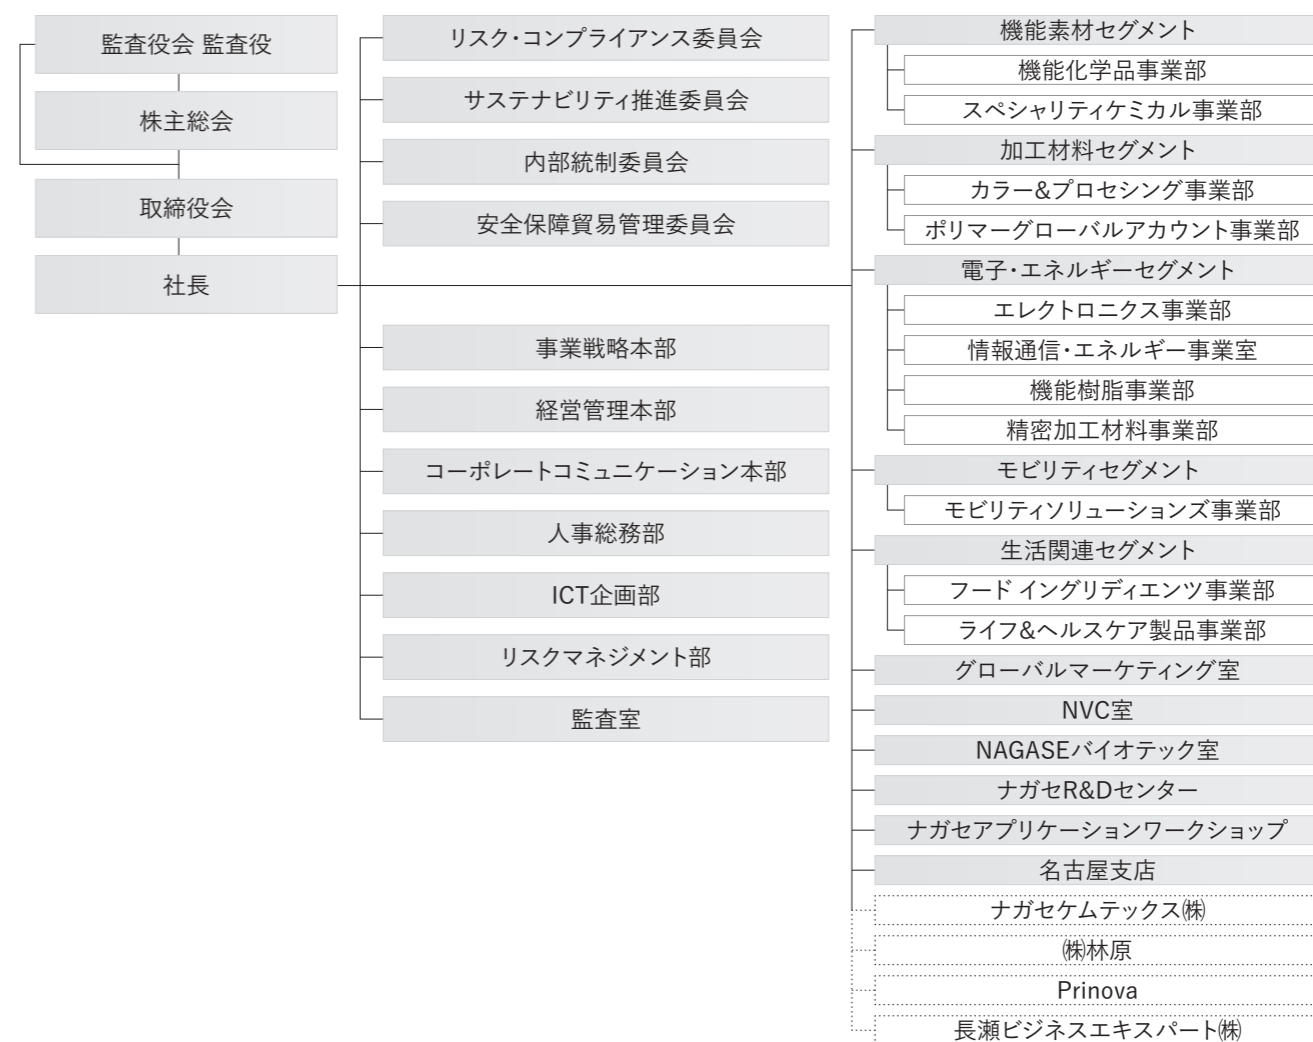 監査役会 監査役
株主総会
取締役会
社長
リスク・コンプライアンス委員会
サステナビリティ推進委員会
内部統制委員会
安全保障貿易管理委員会
事業戦略本部
経営管理本部
コーポレートコミュニケーション本部
人事総務部
ICT企画部
リスクマネジメント部
監査室
機能素材セグメント
機能化学品事業部
スペシャリティケミカル事業部
加工材料セグメント
カラー&プロセシング事業部
ポリマーグローバルアカウント事業部
電子・エネルギーセグメント
エレクトロニクス事業部
情報通信・エネルギー事業室
機能樹脂事業部
精密加工材料事業部
モビリティセグメント
モビリティソリューションズ事業部
生活関連セグメント
フード イングリディエンツ事業部
ライフ&ヘルスケア製品事業部
グローバルマーケティング室
NVC室
NAGASEバイオテック室
ナガセR&Dセンター
ナガセアプリケーションワークショップ
名古屋支店
ナガセケムテックス㈱
㈱林原
Prinova
長瀬ビジネスエキスパート㈱